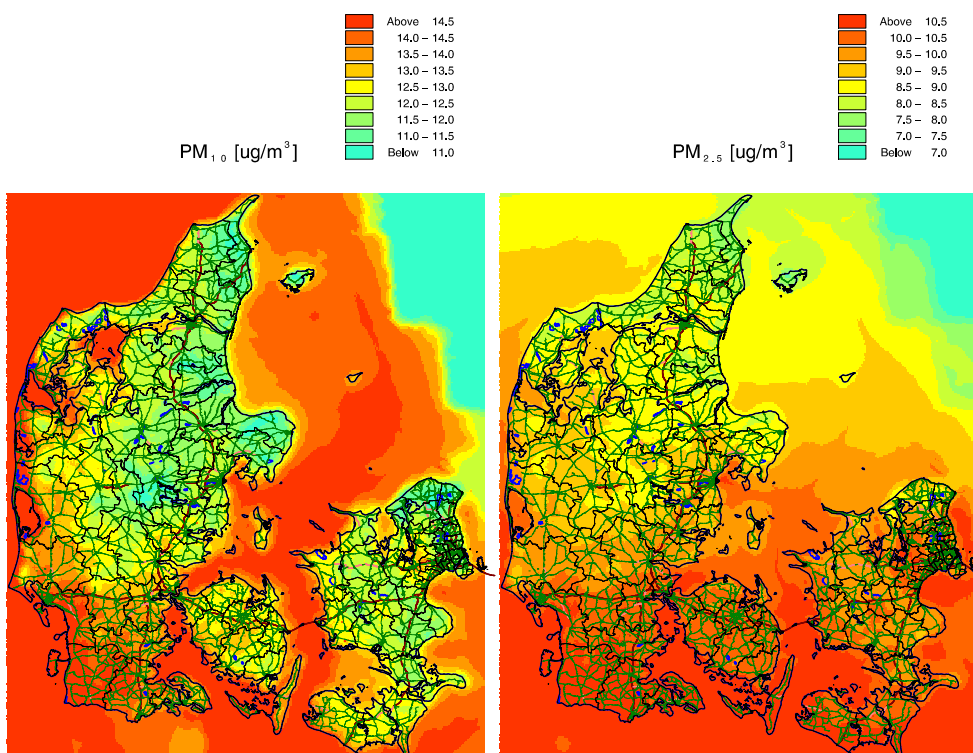 Above 14.5
14.0 – 14.5
13.5 – 14.0
13.0 – 13.5
12.5 – 13.0
12.0 – 12.5
11.5 – 12.0
11.0 – 11.5
Below 11.0
PM₁₀ [ug/m³]
Above 10.5
10.0 – 10.5
9.5 – 10.0
9.0 – 9.5
8.5 – 9.0
8.0 – 8.5
7.5 – 8.0
7.0 – 7.5
Below 7.0
PM₂.₅ [ug/m³]